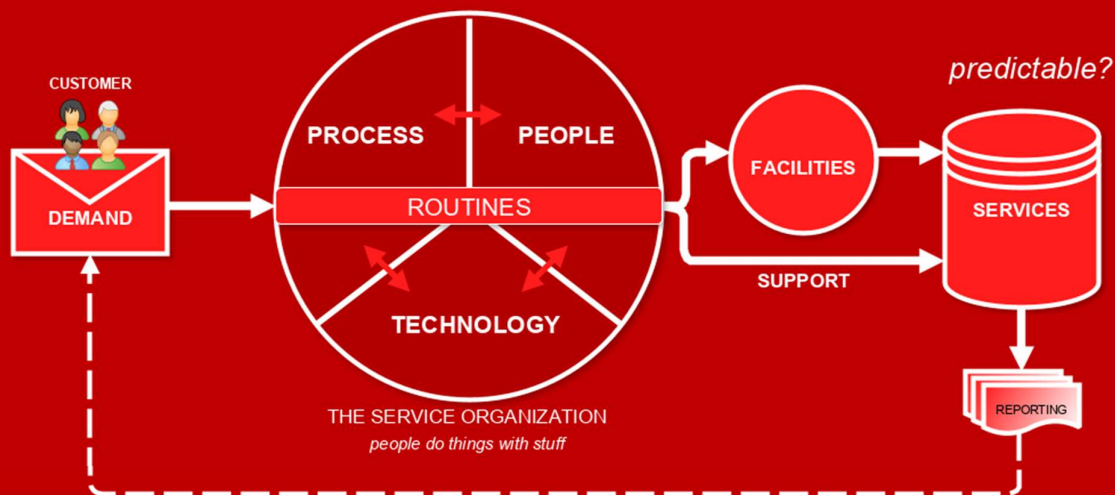 CUSTOMER
DEMAND
PROCESS
PEOPLE
ROUTINES
TECHNOLOGY
THE SERVICE ORGANIZATION
people do things with stuff
FACILITIES
SUPPORT
predictable?
SERVICES
REPORTING